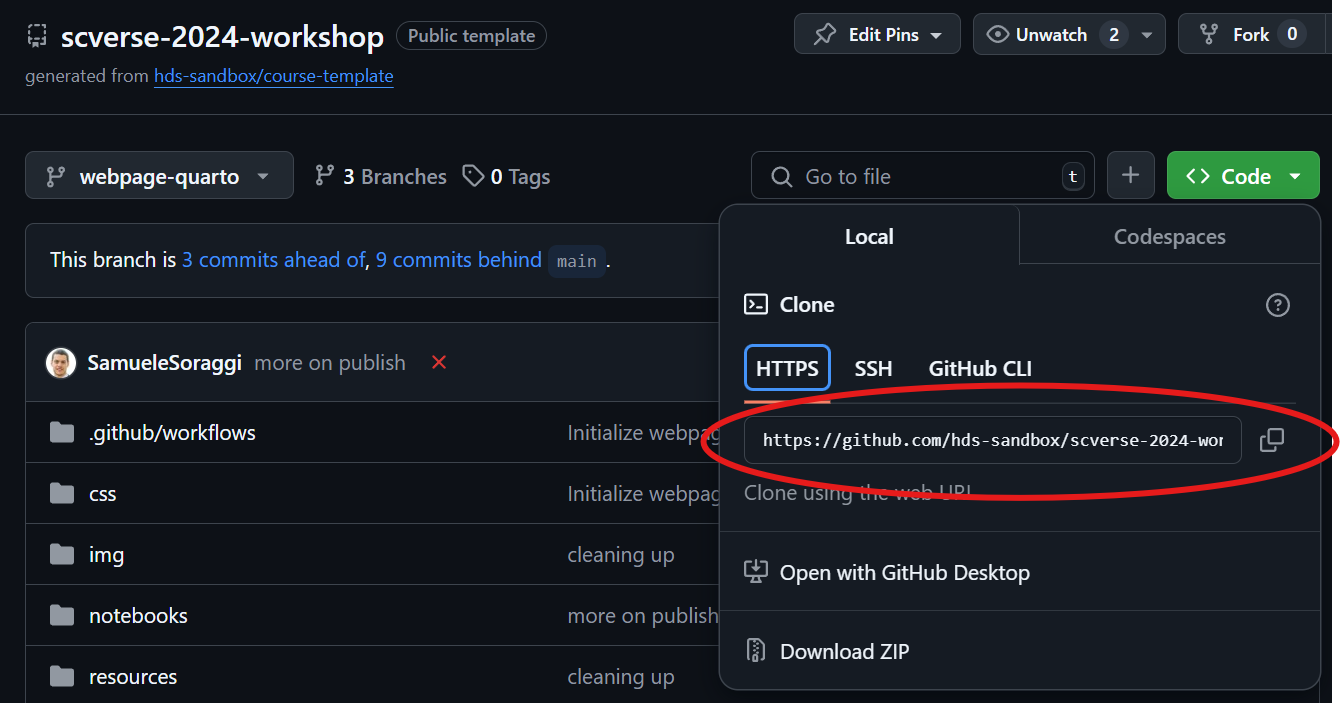 scverse-2024-workshop Public template Edit Pins Unwatch 2 Fork 0
generated from hds-sandbox/course-template
webpage-quarto 3 Branches 0 Tags Go to file t Code
Local Codespaces
This branch is 3 commits ahead of, 9 commits behind main .
Clone
HTTPS SSH GitHub CLI
SamueleSoraggi more on publish
.github/workflows Initialize webpag
https://github.com/hds-sandbox/scverse-2024-wor
css Initialize webpag
Clone using the web URL
img cleaning up
Open with GitHub Desktop
notebooks more on publish
Download ZIP
resources cleaning up